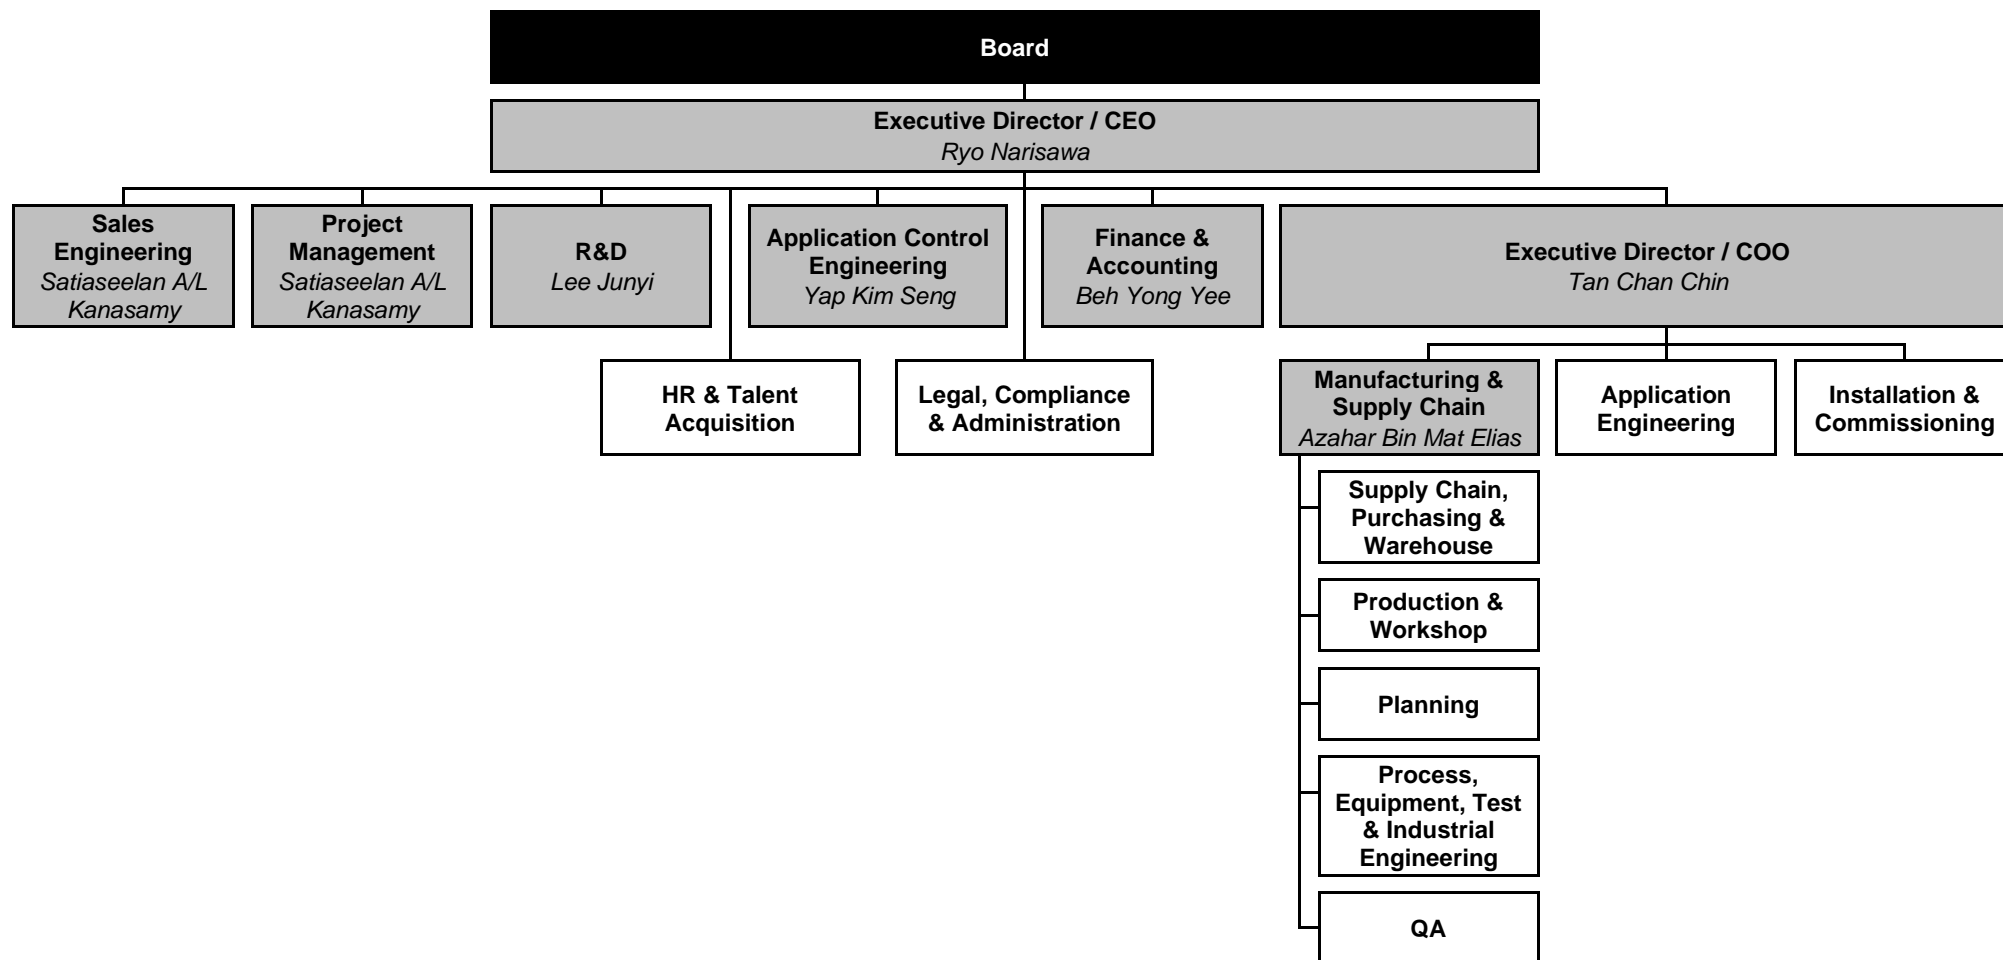 Board
Executive Director / CEO
Ryo Narisawa
Sales
Engineering
Satiaseelan A/L
Kanasamy
Project
Management
Satiaseelan A/L
Kanasamy
R&D
Lee Junyi
Application Control
Engineering
Yap Kim Seng
Finance &
Accounting
Beh Yong Yee
Executive Director / COO
Tan Chan Chin
HR & Talent
Acquisition
Legal, Compliance
& Administration
Manufacturing &
Supply Chain
Azahar Bin Mat Elias
Application
Engineering
Installation &
Commissioning
Supply Chain,
Purchasing &
Warehouse
Production &
Workshop
Planning
Process,
Equipment, Test
& Industrial
Engineering
QA